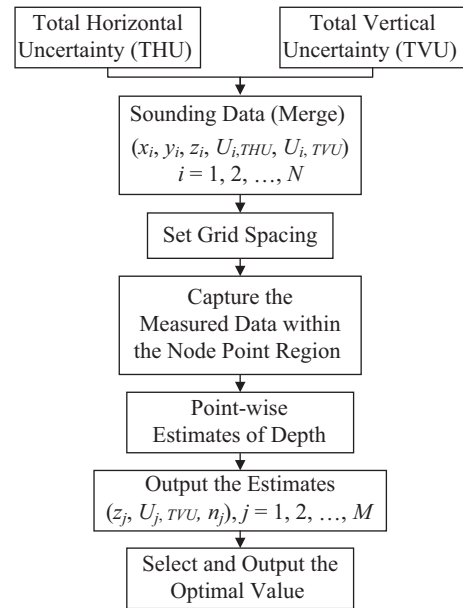 Total Horizontal
Uncertainty (THU)
Total Vertical
Uncertainty (TVU)
Sounding Data (Merge)
(xi, yi, zi, Ui,THU, Ui, TVU)
i = 1, 2, …, N
Set Grid Spacing
Capture the
Measured Data within
the Node Point Region
Point-wise
Estimates of Depth
Output the Estimates
(zj, Uj, TVU, nj), j = 1, 2, …, M
Select and Output the
Optimal Value